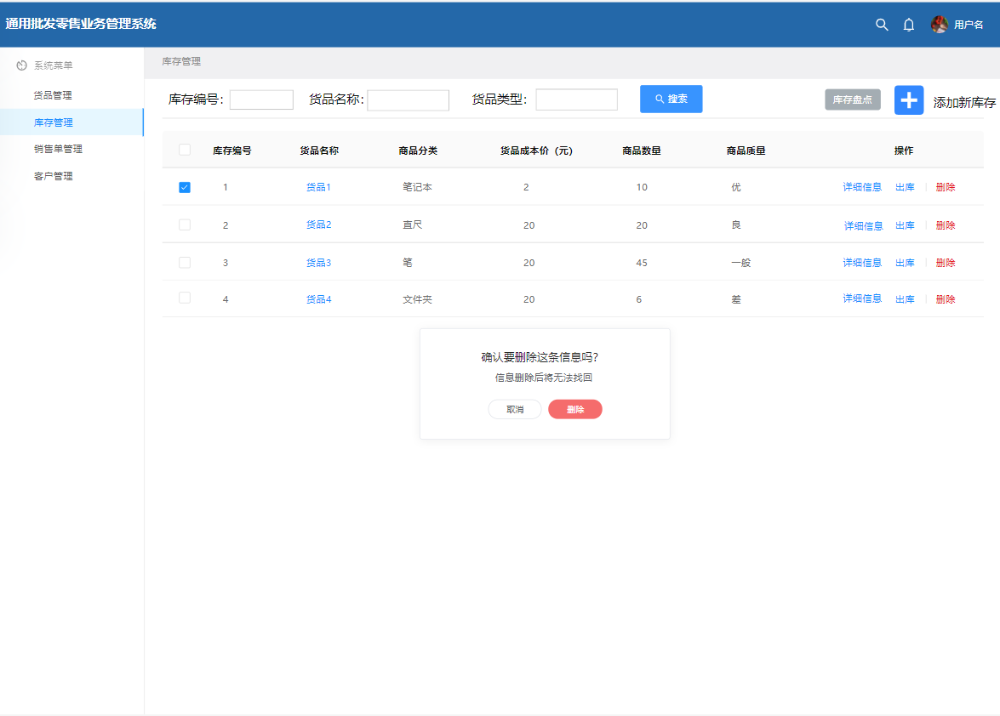 通用批发零售业务管理系统
用户名
系统菜单
货品管理
库存管理
销售单管理
客户管理
库存管理
库存编号： 货品名称： 货品类型： 搜索 库存盘点 添加新库存
库存编号 货品名称 商品分类 货品成本价（元） 商品数量 商品质量 操作
1 货品1 笔记本 2 10 优 详细信息 出库 删除
2 货品2 直尺 20 20 良 详细信息 出库 删除
3 货品3 笔 20 45 一般 详细信息 出库 删除
4 货品4 文件夹 20 6 差 详细信息 出库 删除
确认要删除这条信息吗?
信息删除后将无法找回
取消 删除